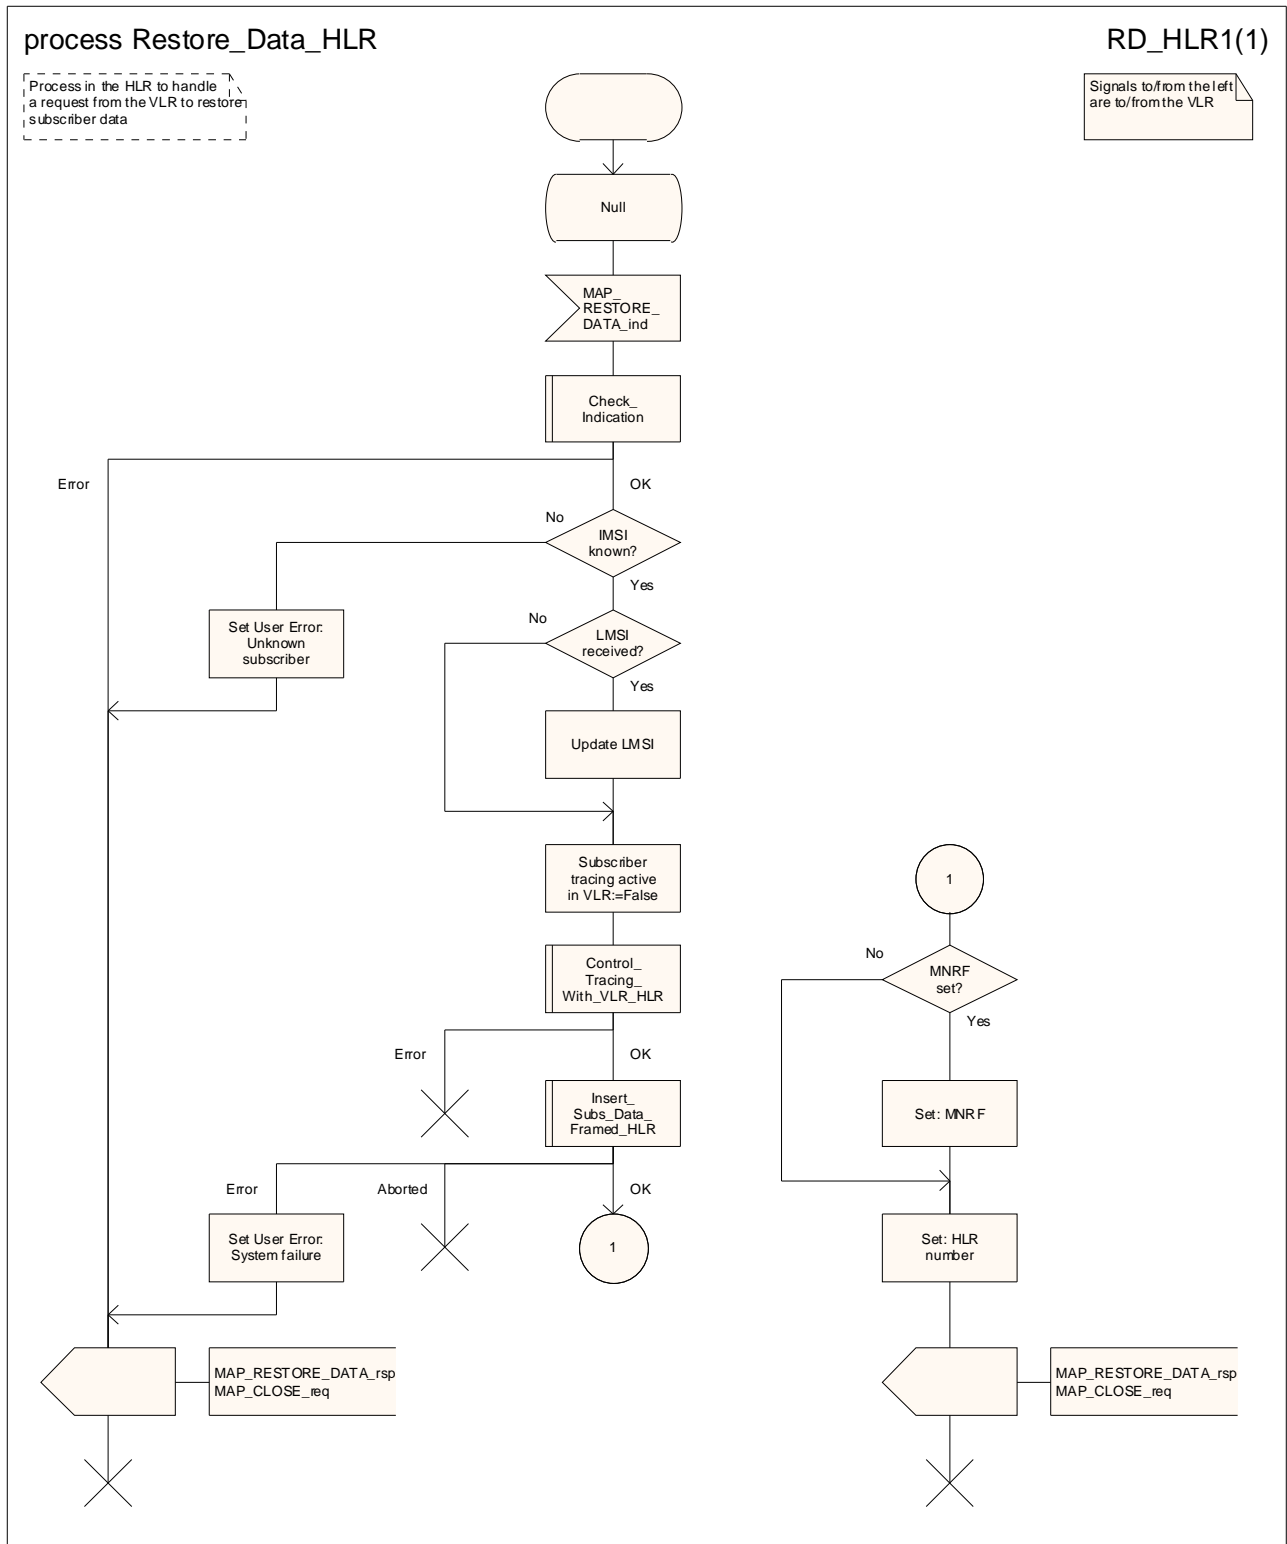 process Restore_Data_HLR
RD_HLR1(1)
Process in the HLR to handle
a request from the VLR to restore
subscriber data
Signals to/from the left
are to/from the VLR
Null
MAP_
RESTORE_
DATA_ind
Check_
Indication
Error
OK
No
IMSI
known?
Yes
Set User Error:
Unknown
subscriber
No
LMSI
received?
Yes
Update LMSI
Subscriber
tracing active
in VLR:=False
Control_
Tracing_
With_VLR_HLR
Error
OK
Insert_
Subs_Data_
Framed_HLR
Error
Aborted
OK
Set User Error:
System failure
1
MAP_RESTORE_DATA_rsp
MAP_CLOSE_req
1
No
MNRF
set?
Yes
Set: MNRF
Set: HLR
number
MAP_RESTORE_DATA_rsp
MAP_CLOSE_req